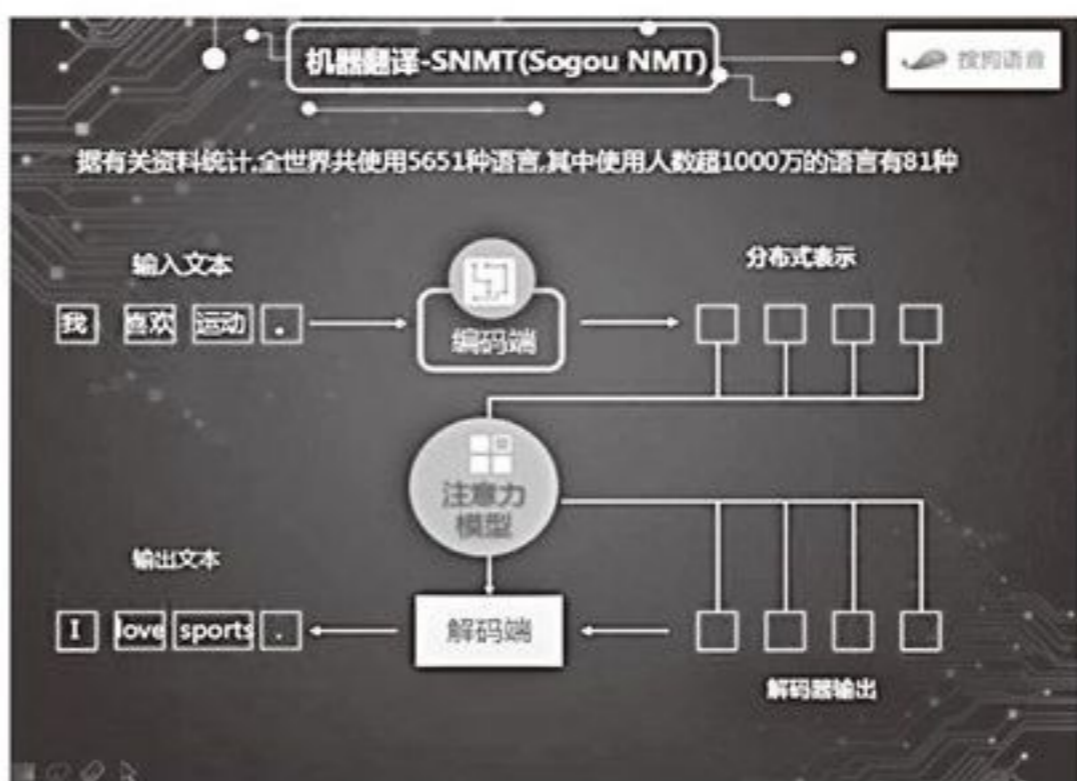 机器翻译-SNMT(Sogou NMT)
搜狗语音
据有关资料统计,全世界共使用5651种语言,其中使用人数超1000万的语言有81种
输入文本
分布式表示
我 喜欢 运动 。
编码端
注意力
模型
输出文本
I love sports .
解码端
解码器输出